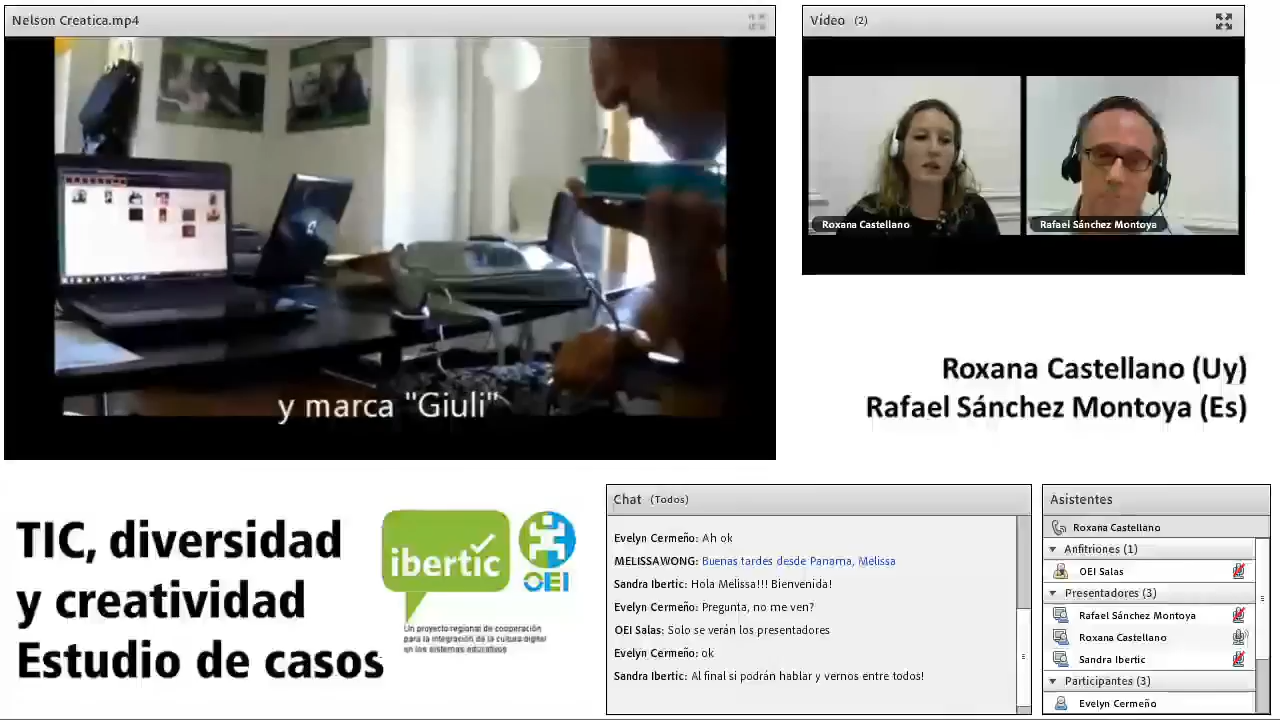 Nelson Creatica.mp4
y marca "Giuli"
Vídeo (2)
Roxana Castellano
Rafael Sánchez Montoya
Roxana Castellano (Uy)
Rafael Sánchez Montoya (Es)
TIC, diversidad
y creatividad
Estudio de casos
ibertic
OEI
Un proyecto regional de cooperación
para la integración de la cultura digital
en los sistemas educativos
Chat (Todos)
Evelyn Cermeño: Ah ok
MELISSAWONG: Buenas tardes desde Panama, Melissa
Sandra Ibertic: Hola Melissa!!! Bienvenida!
Evelyn Cermeño: Pregunta, no me ven?
OEI Salas: Salo se verán los presentadores
Evelyn Cermeño: ok
Sandra Ibertic: Al final si podrán hablar y vernos entre todos!
Asistentes
Roxana Castellano
Anfitriones (1)
OEI Salas
Presentadores (3)
Rafael Sánchez Montoya
Roxana Castellano
Sandra Ibertic
Participantes (3)
Evelyn Cermeño